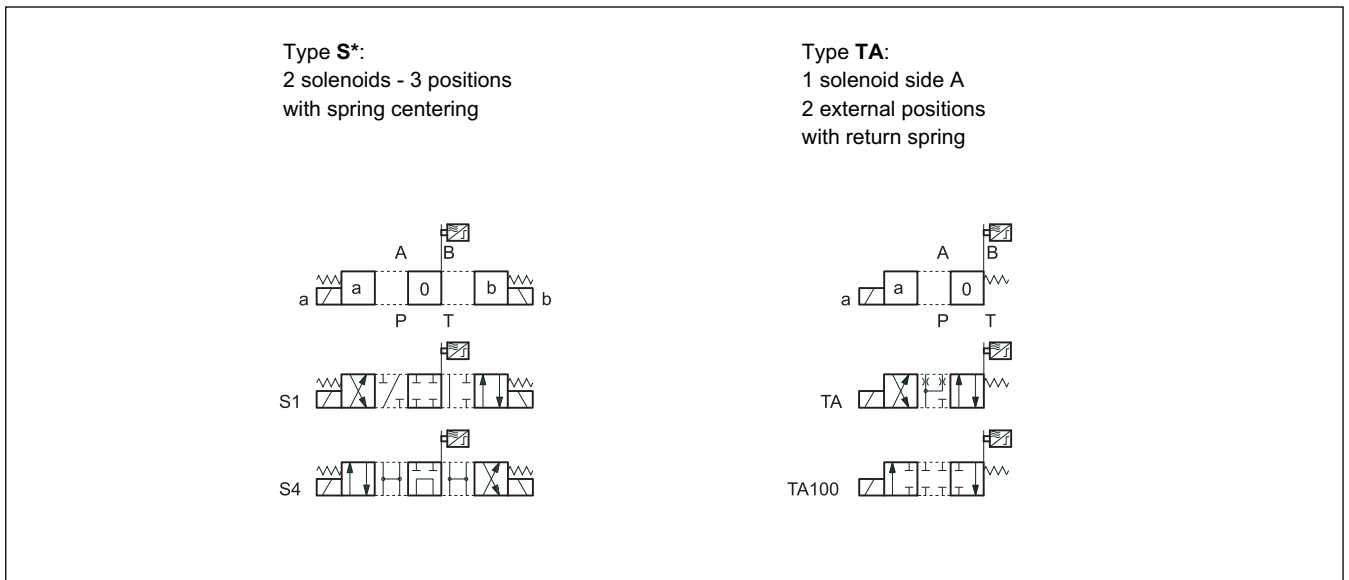 Type S*:
2 solenoids - 3 positions
with spring centering
Type TA:
1 solenoid side A
2 external positions
with return spring
A B
a a 0 b b
P T
S1
S4
A B
a a 0
P T
TA
TA100